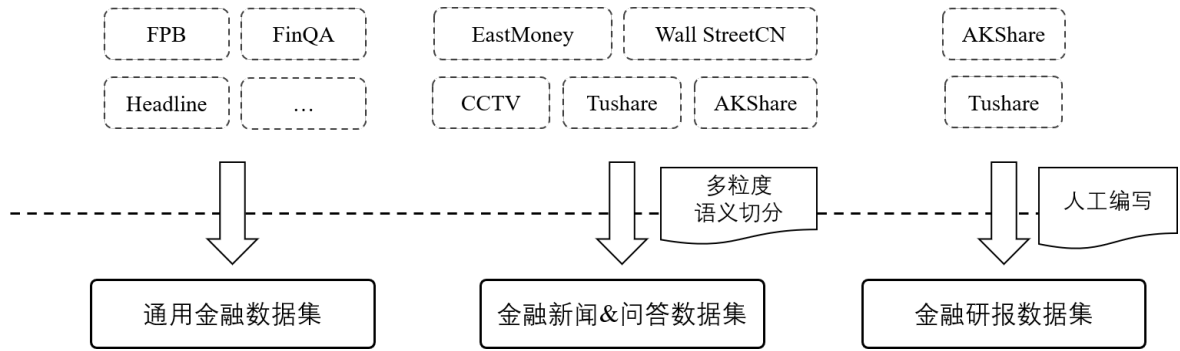 FPB
FinQA
Headline
…
EastMoney
Wall StreetCN
CCTV
Tushare
AKShare
AKShare
Tushare
多粒度
语义切分
人工编写
通用金融数据集
金融新闻&问答数据集
金融研报数据集